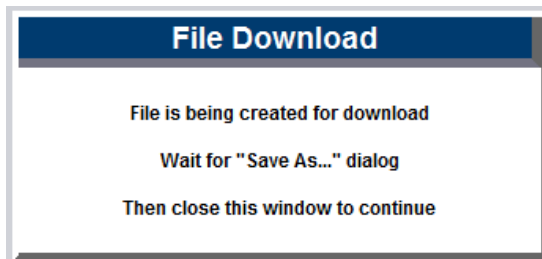 File Download
File is being created for download
Wait for "Save As..." dialog
Then close this window to continue